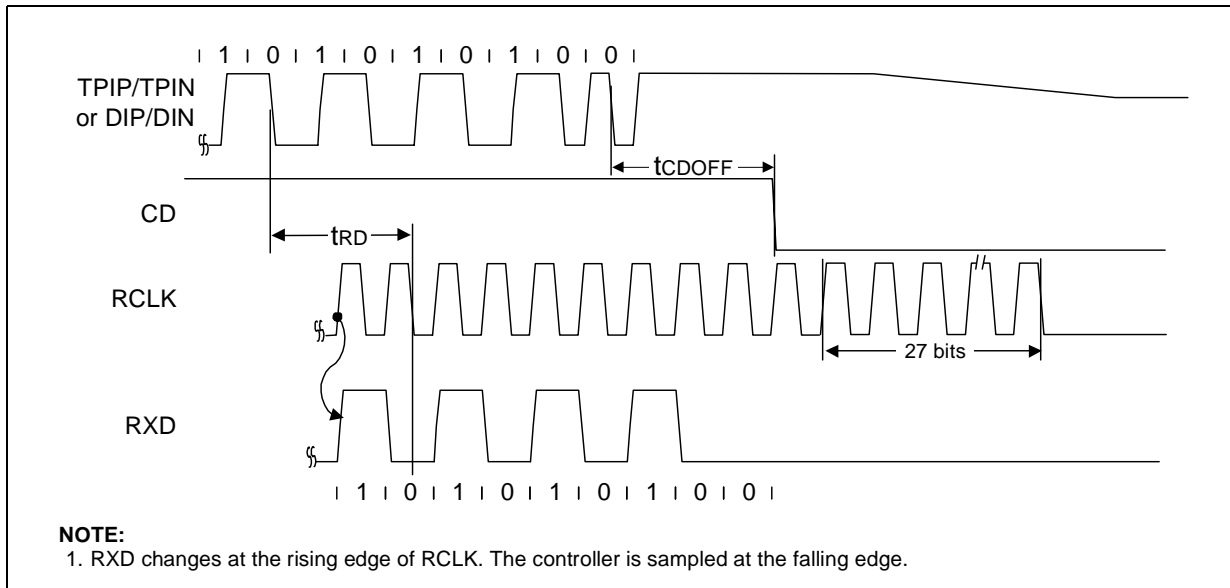 1 0 1 0 1 0 1 0 0
TPIP/TPIN
or DIP/DIN
tCDOFF
CD
tRD
RCLK
27 bits
RXD
1 0 1 0 1 0 1 0 0
NOTE:
1. RXD changes at the rising edge of RCLK. The controller is sampled at the falling edge.